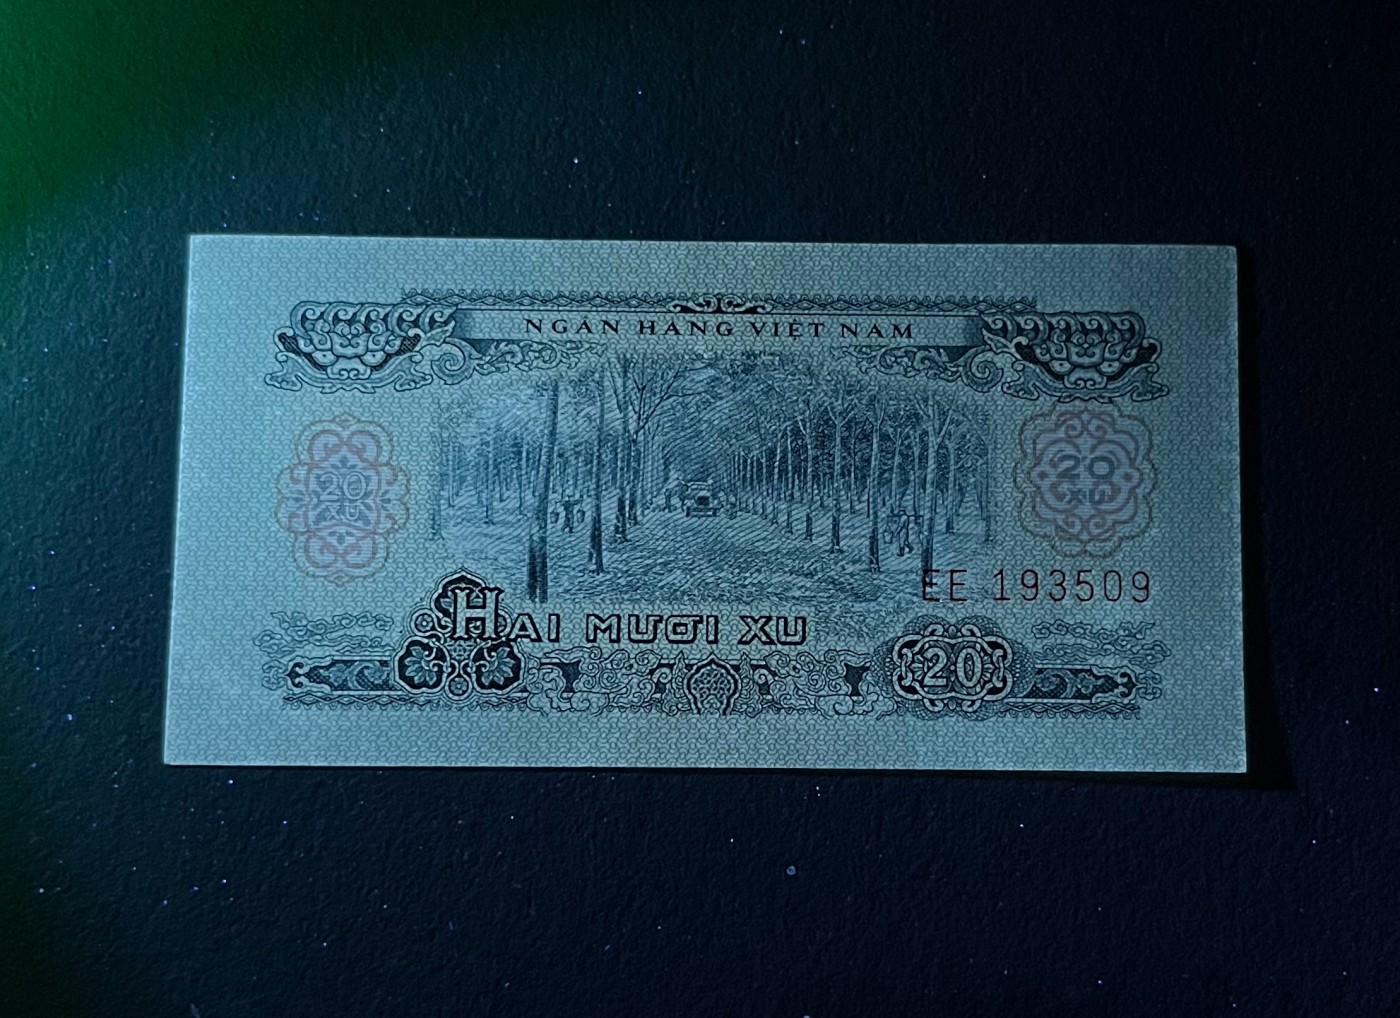 NGÂN HÀNG VIỆT NAM
20 XU
20 XU
EE 193509
HAI MƯƠI XU
20